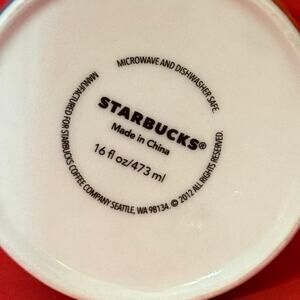 MICROWAVE AND DISHWASHER SAFE.
STARBUCKS®
Made in China
16 fl oz/473 ml
MANUFACTURED FOR STARBUCKS COFFEE COMPANY SEATTLE, WA 98134. © 2012 ALL RIGHTS RESERVED.